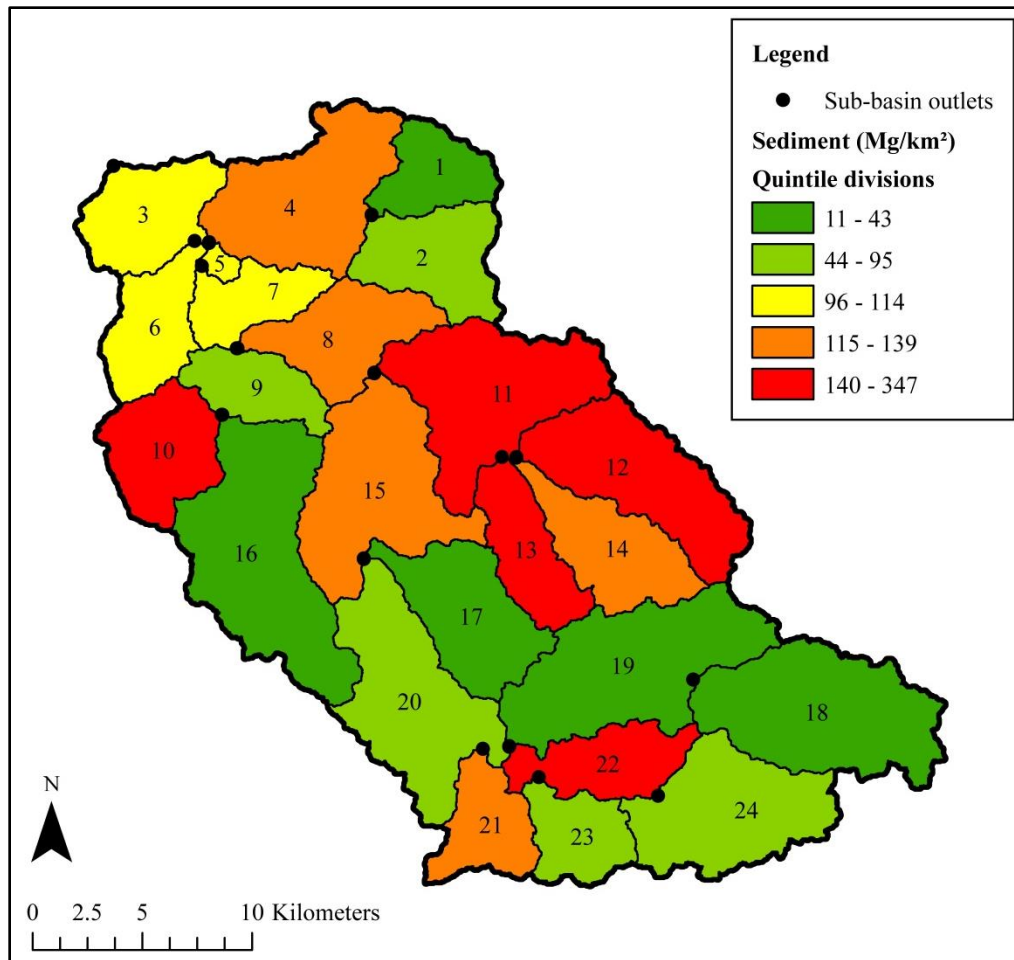 Legend
Sub-basin outlets
Sediment (Mg/km²)
Quintile divisions
11 - 43
44 - 95
96 - 114
115 - 139
140 - 347
1
3
4
2
5
7
6
8
9
11
10
12
15
13
14
16
17
19
20
18
22
21
23
24
N
0 2.5 5 10 Kilometers